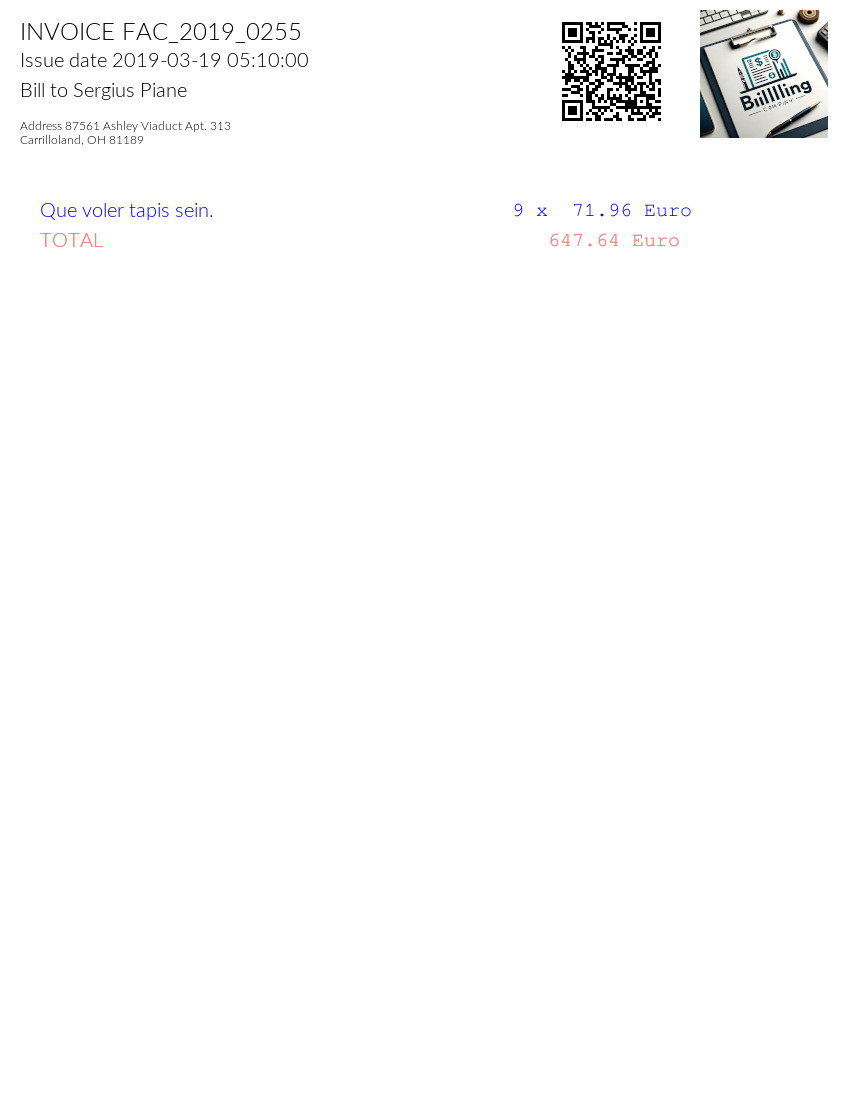 INVOICE FAC_2019_0255
Issue date 2019-03-19 05:10:00
Bill to Sergius Piane
Address 87561 Ashley Viaduct Apt. 313
Carrilloland, OH 81189
Biillling
COMPANY
Que voler tapis sein. 9 x 71.96 Euro
TOTAL 647.64 Euro